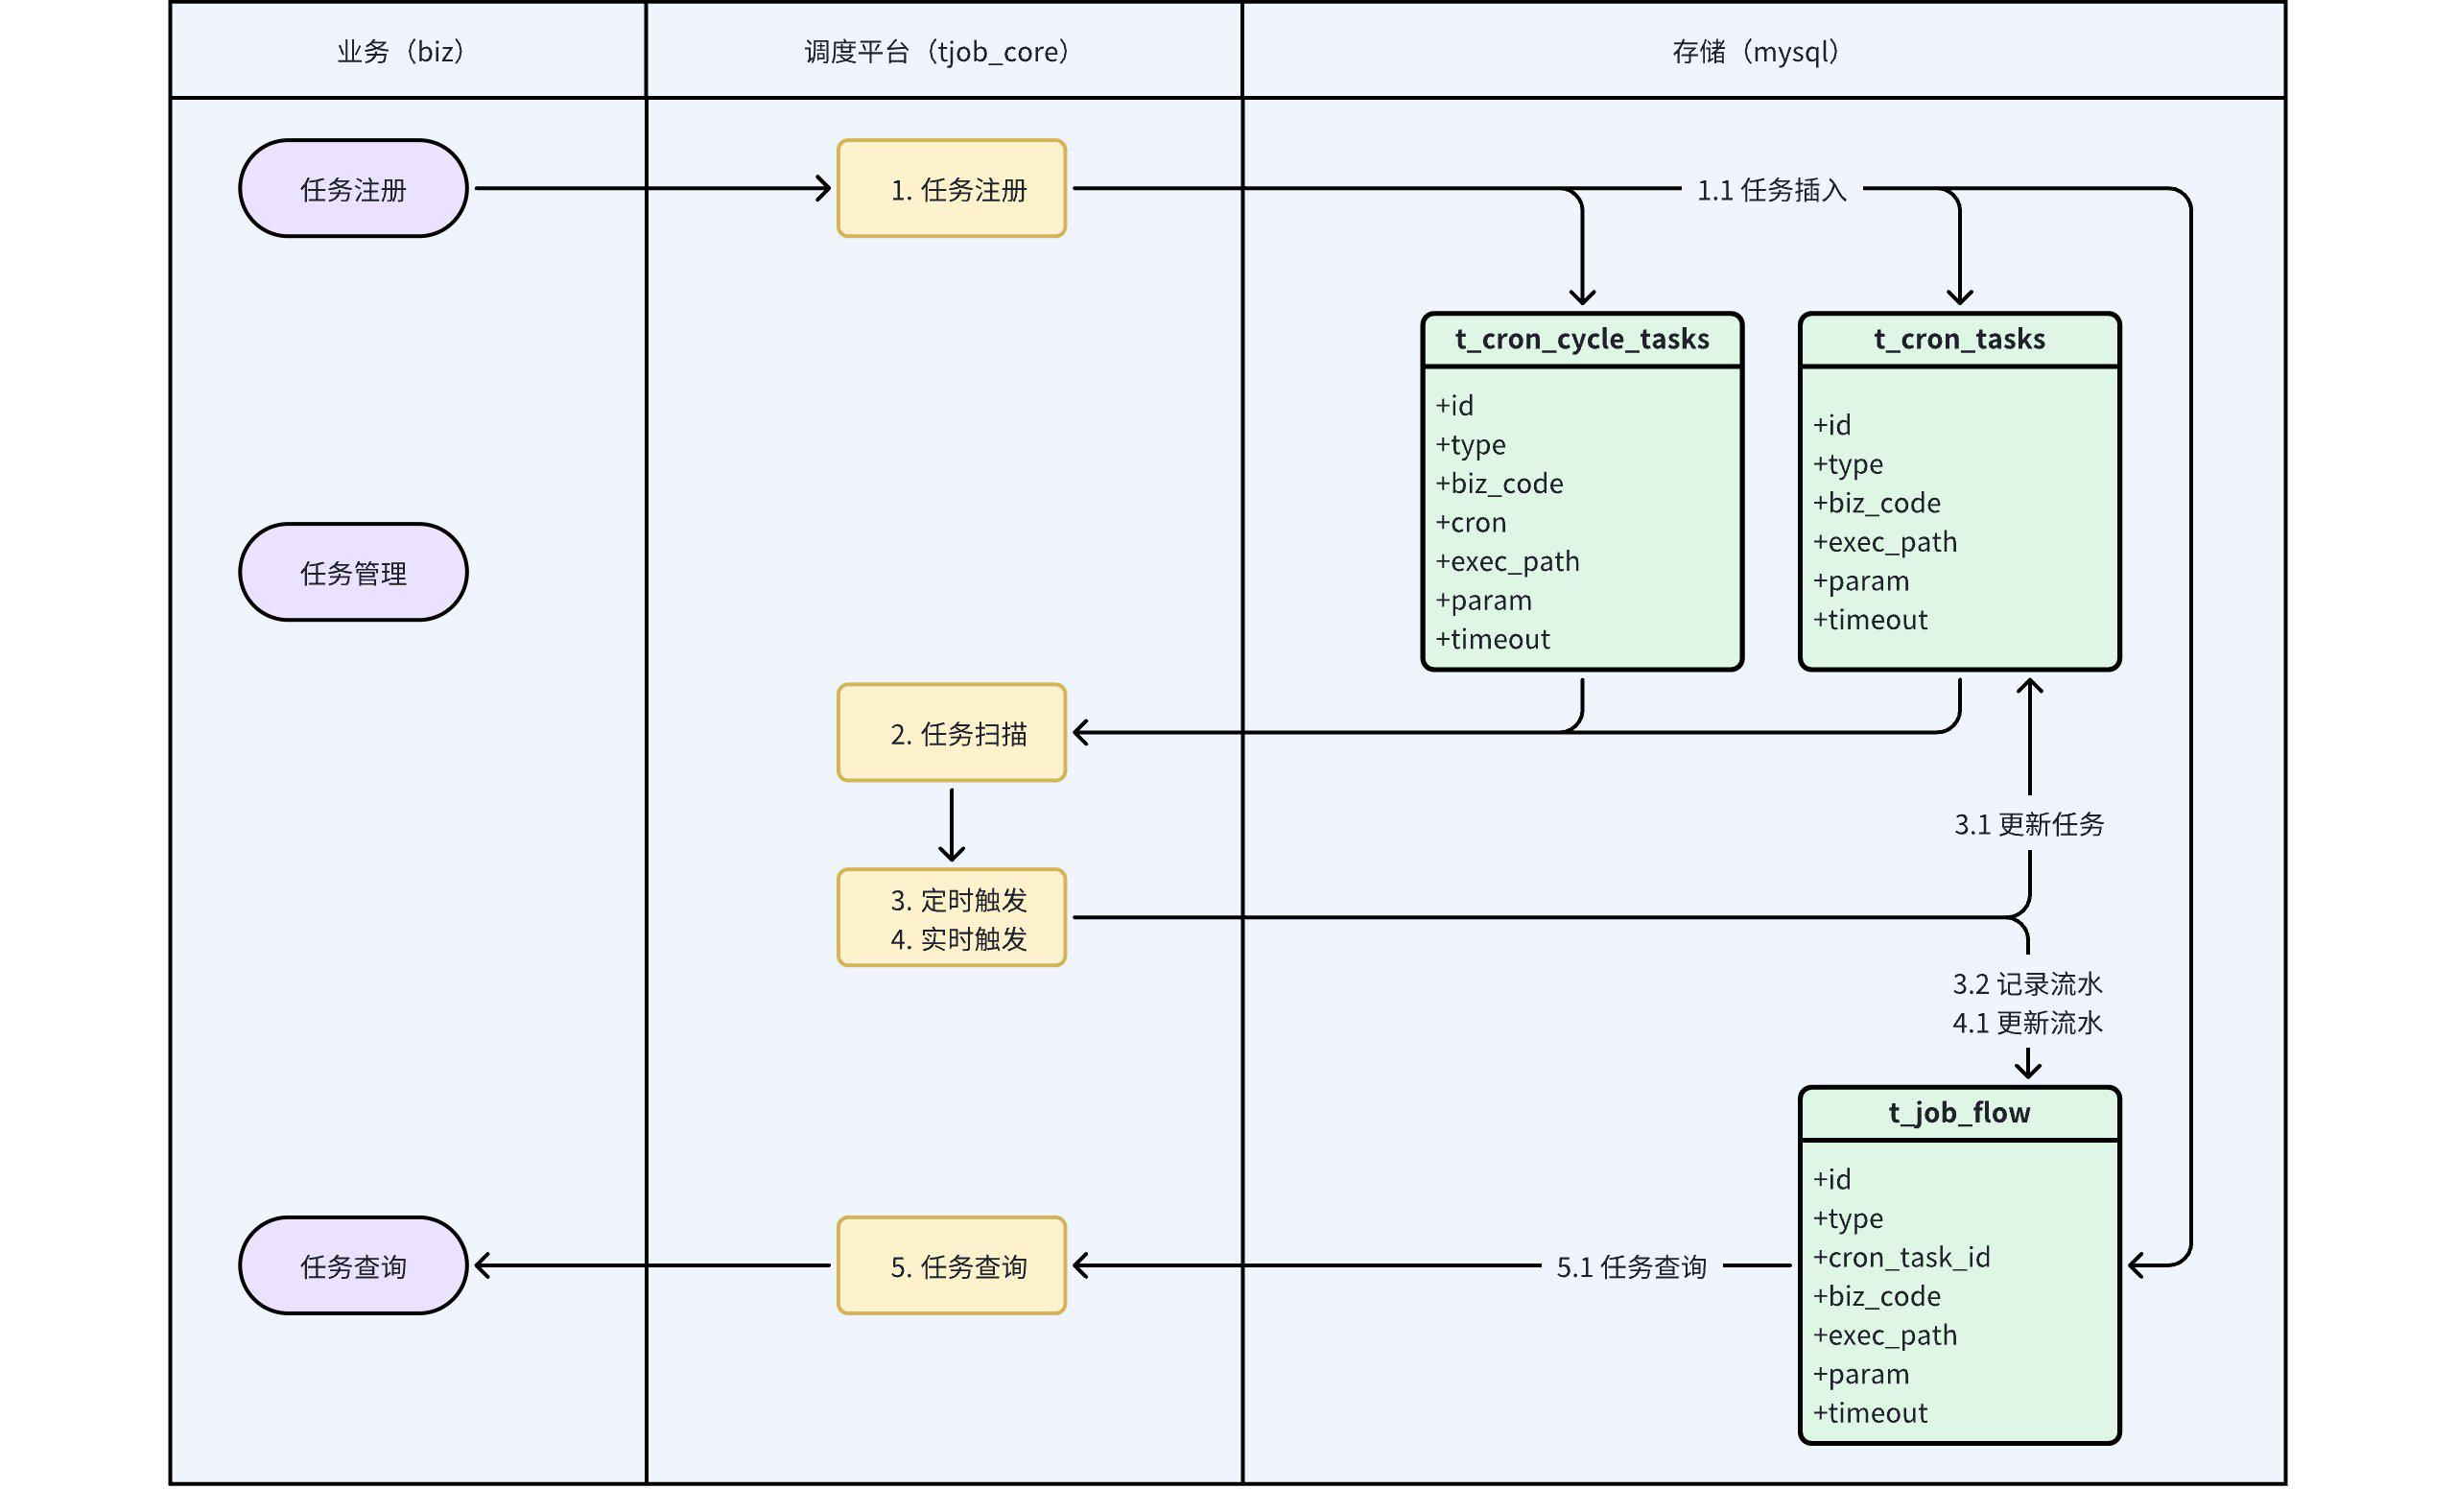 业务（biz）
调度平台（tjob_core）
存储（mysql）
任务注册
1. 任务注册
1.1 任务插入
t_cron_cycle_tasks
+id
+type
+biz_code
+cron
+exec_path
+param
+timeout
t_cron_tasks
+id
+type
+biz_code
+exec_path
+param
+timeout
任务管理
2. 任务扫描
3.1 更新任务
3. 定时触发
4. 实时触发
3.2 记录流水
4.1 更新流水
t_job_flow
+id
+type
+cron_task_id
+biz_code
+exec_path
+param
+timeout
任务查询
5. 任务查询
5.1 任务查询